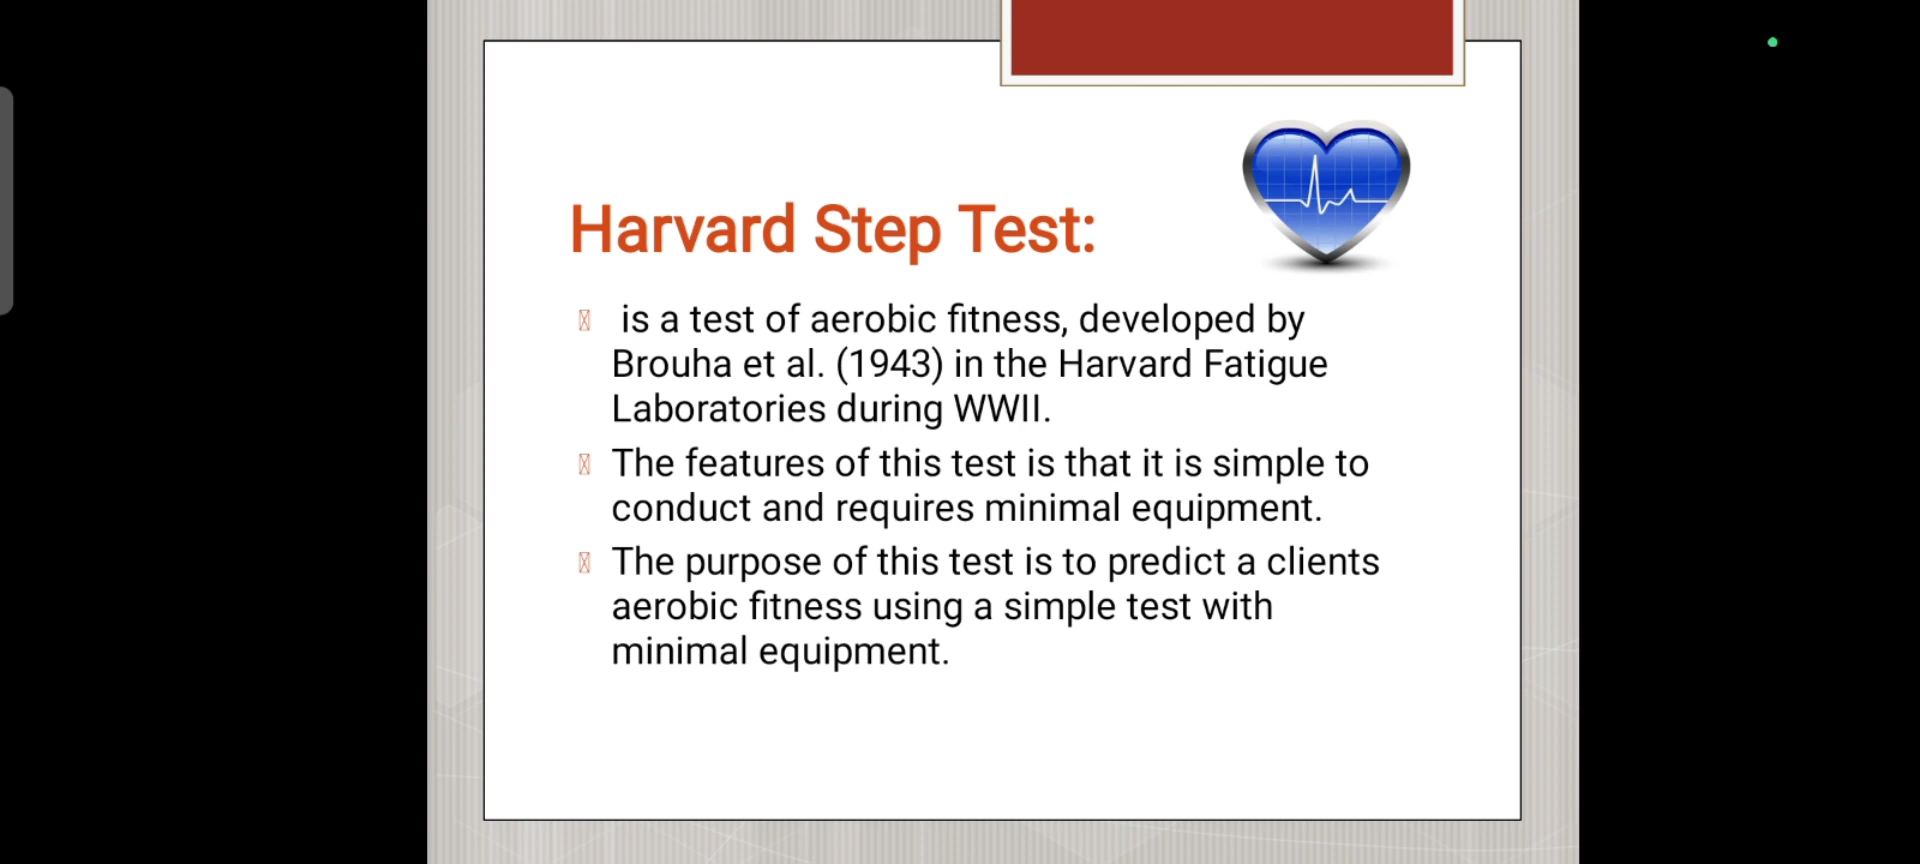 Harvard Step Test:
is a test of aerobic fitness, developed by
Brouha et al. (1943) in the Harvard Fatigue
Laboratories during WWII.
The features of this test is that it is simple to
conduct and requires minimal equipment.
The purpose of this test is to predict a clients
aerobic fitness using a simple test with
minimal equipment.